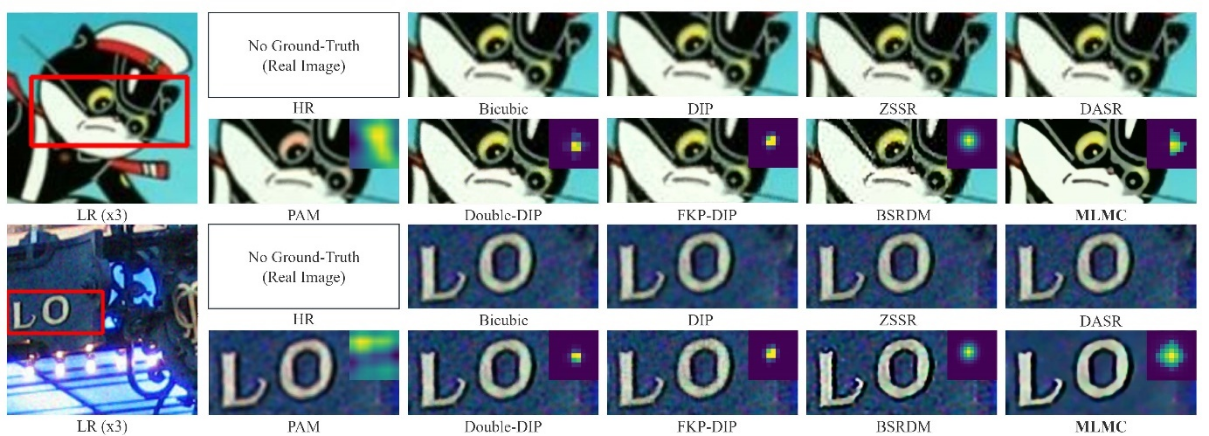 No Ground-Truth
(Real Image)
HR
Bicubic
DIP
ZSSR
DASR
LR (x3)
PAM
Double-DIP
FKP-DIP
BSRDM
MLMC
No Ground-Truth
(Real Image)
LO
LO
LO
LO
LO
HR
Bicubic
DIP
ZSSR
DASR
LO
LO
LO
LO
LO
LR (x3)
PAM
Double-DIP
FKP-DIP
BSRDM
MLMC